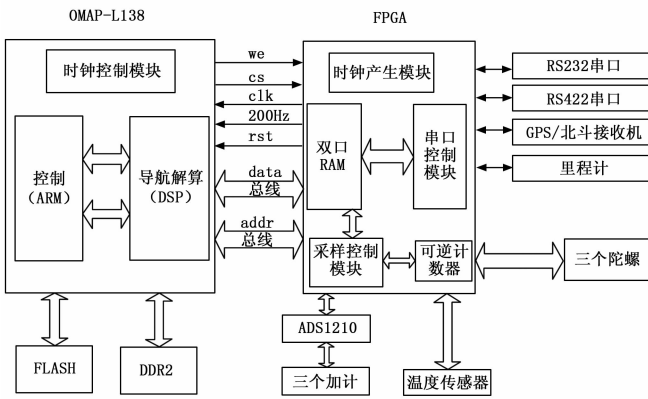 OMAP-L138
FPGA
时钟控制模块
we
cs
clk
200Hz
rst
data
总线
addr
总线
控制
(ARM)
导航解算
(DSP)
时钟产生模块
双口
RAM
串口
控制
模块
采样控制
模块
可逆计
数器
RS232串口
RS422串口
GPS/北斗接收机
里程计
三个陀螺
FLASH
DDR2
ADS1210
三个加计
温度传感器